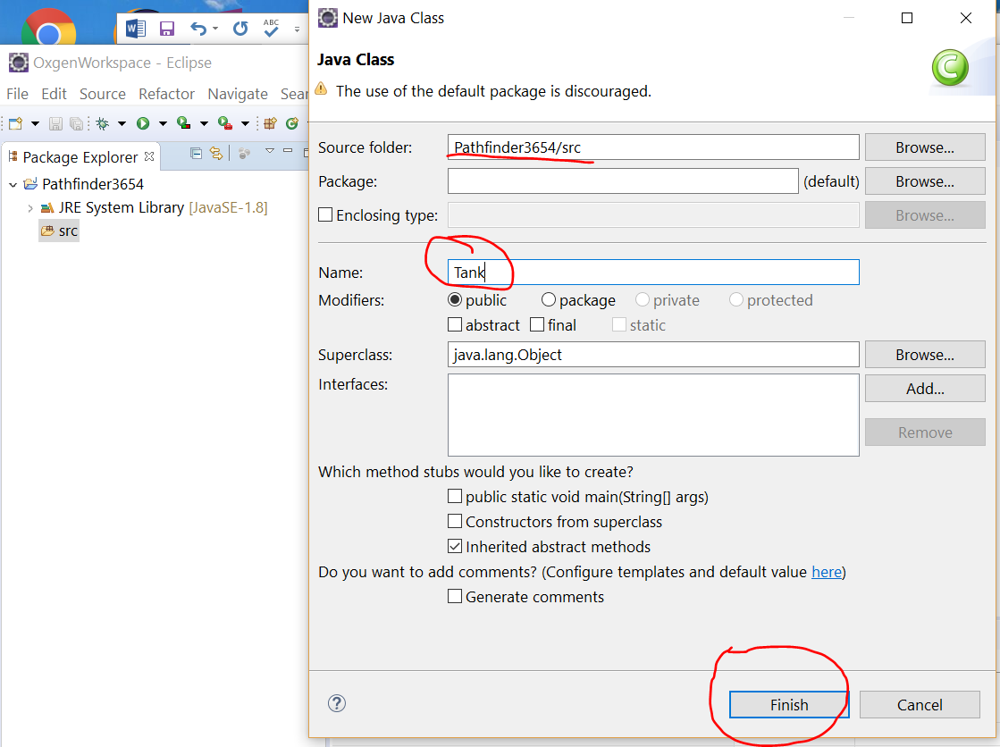 New Java Class
ABC
OxgenWorkspace - Eclipse
Java Class
The use of the default package is discouraged.
File Edit Source Refactor Navigate Sear
Source folder: Pathfinder3654/src Browse...
Package Explorer
Package: (default) Browse...
Pathfinder3654
JRE System Library [JavaSE-1.8]
Enclosing type: Browse...
src
Name: Tank
Modifiers: public package private protected
abstract final static
Superclass: java.lang.Object Browse...
Interfaces: Add...
Remove
Which method stubs would you like to create?
public static void main(String[] args)
Constructors from superclass
Inherited abstract methods
Do you want to add comments? (Configure templates and default value here)
Generate comments
? Finish Cancel